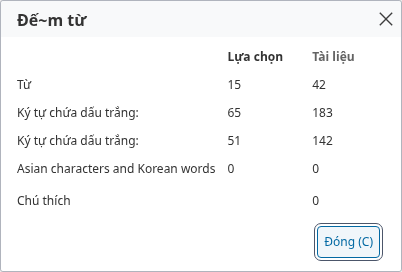 Đế~m từ
Lựa chọn Tài liệu
Từ 15 42
Ký tự chứa dấu trắng: 65 183
Ký tự chứa dấu trắng: 51 142
Asian characters and Korean words 0 0
Chú thích 0
Đóng (C)